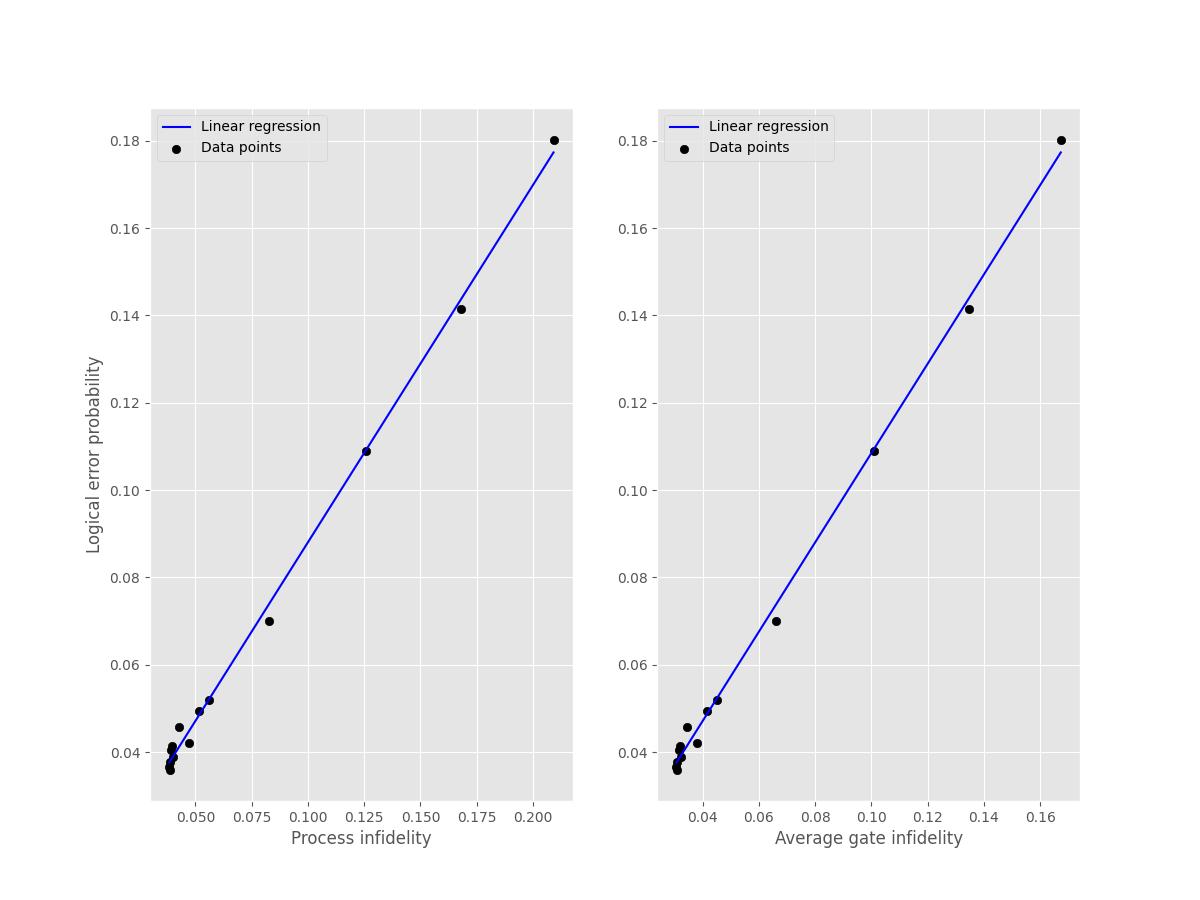 Linear regression
Data points
0.18
0.16
0.14
0.12
0.10
0.08
0.06
0.04
Logical error probability
0.050 0.075 0.100 0.125 0.150 0.175 0.200
Process infidelity
Linear regression
Data points
0.18
0.16
0.14
0.12
0.10
0.08
0.06
0.04
0.04 0.06 0.08 0.10 0.12 0.14 0.16
Average gate infidelity